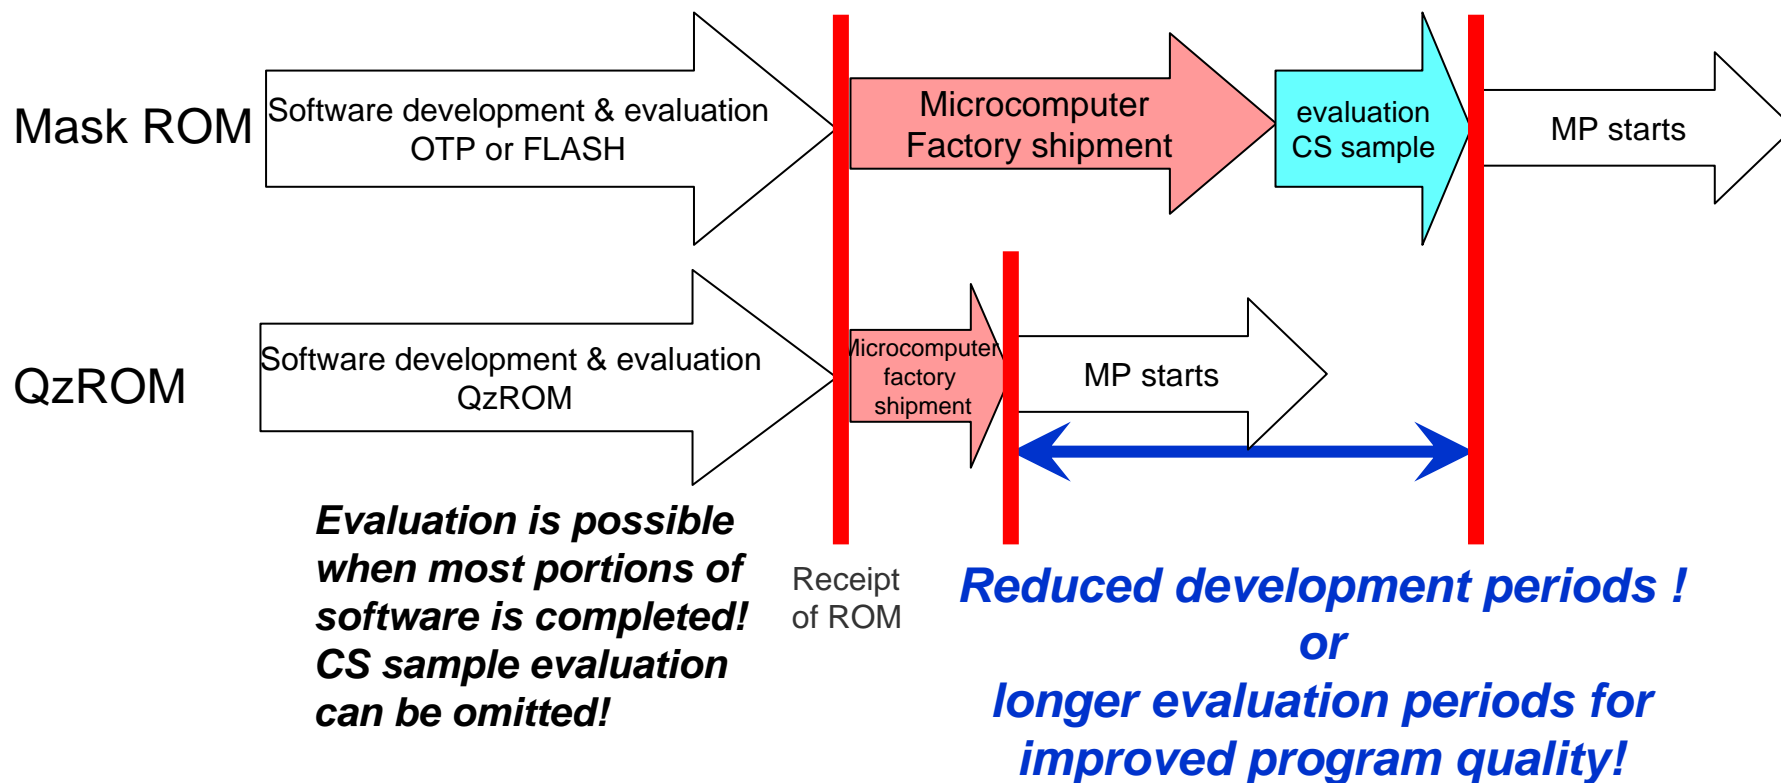 Mask ROM
Software development & evaluation
OTP or FLASH
Microcomputer
Factory shipment
evaluation
CS sample
MP starts
QzROM
Software development & evaluation
QzROM
Microcomputer
factory
shipment
MP starts
Evaluation is possible
when most portions of
software is completed!
CS sample evaluation
can be omitted!
Receipt
of ROM
Reduced development periods !
or
longer evaluation periods for
improved program quality!